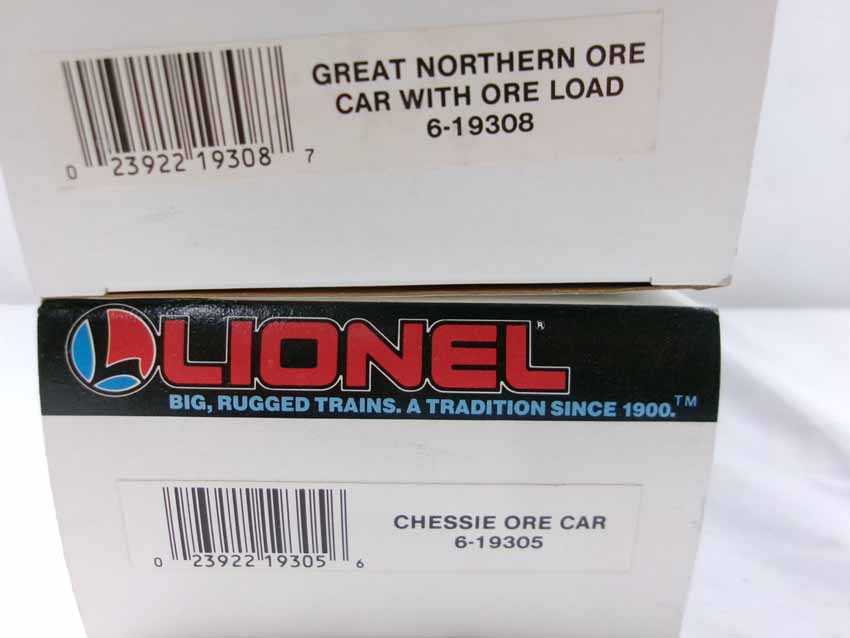 GREAT NORTHERN ORE
CAR WITH ORE LOAD
6-19308
0 23922 19308 7
LIONEL®
BIG, RUGGED TRAINS. A TRADITION SINCE 1900.™
CHESSIE ORE CAR
6-19305
0 23922 19305 6